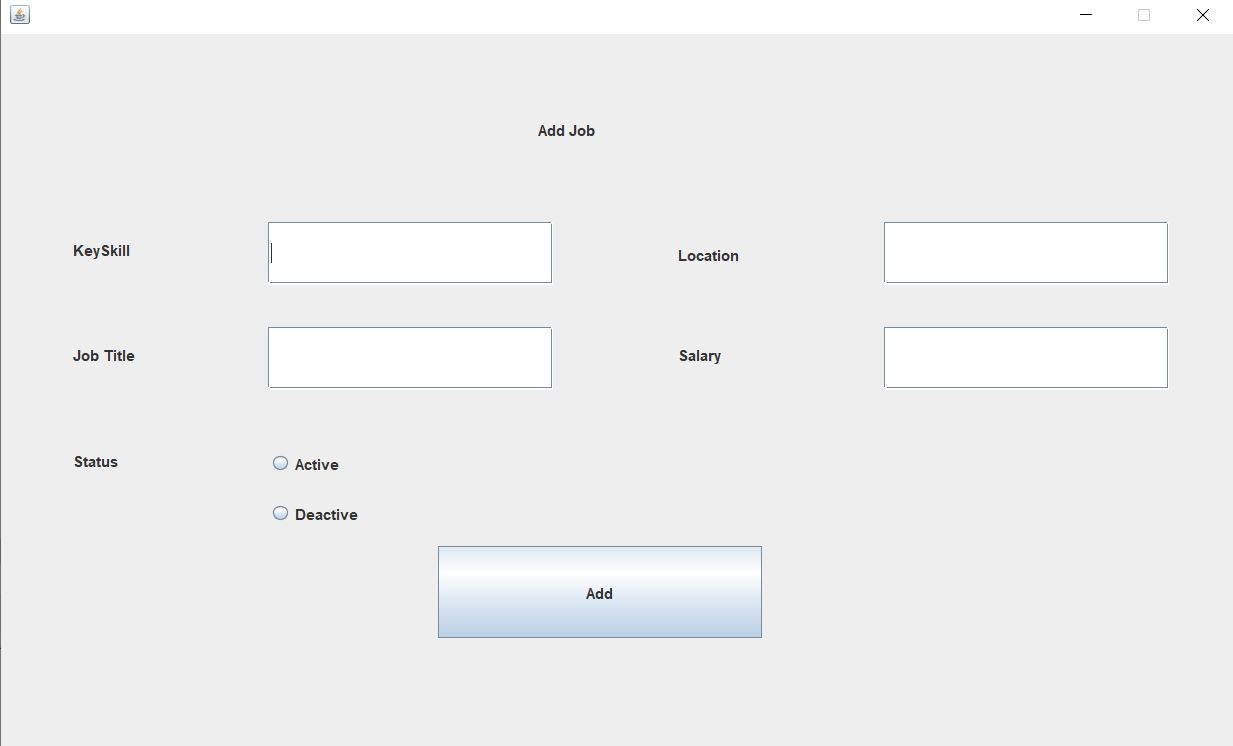 Add Job
KeySkill
Location
Job Title
Salary
Status
Active
Deactive
Add